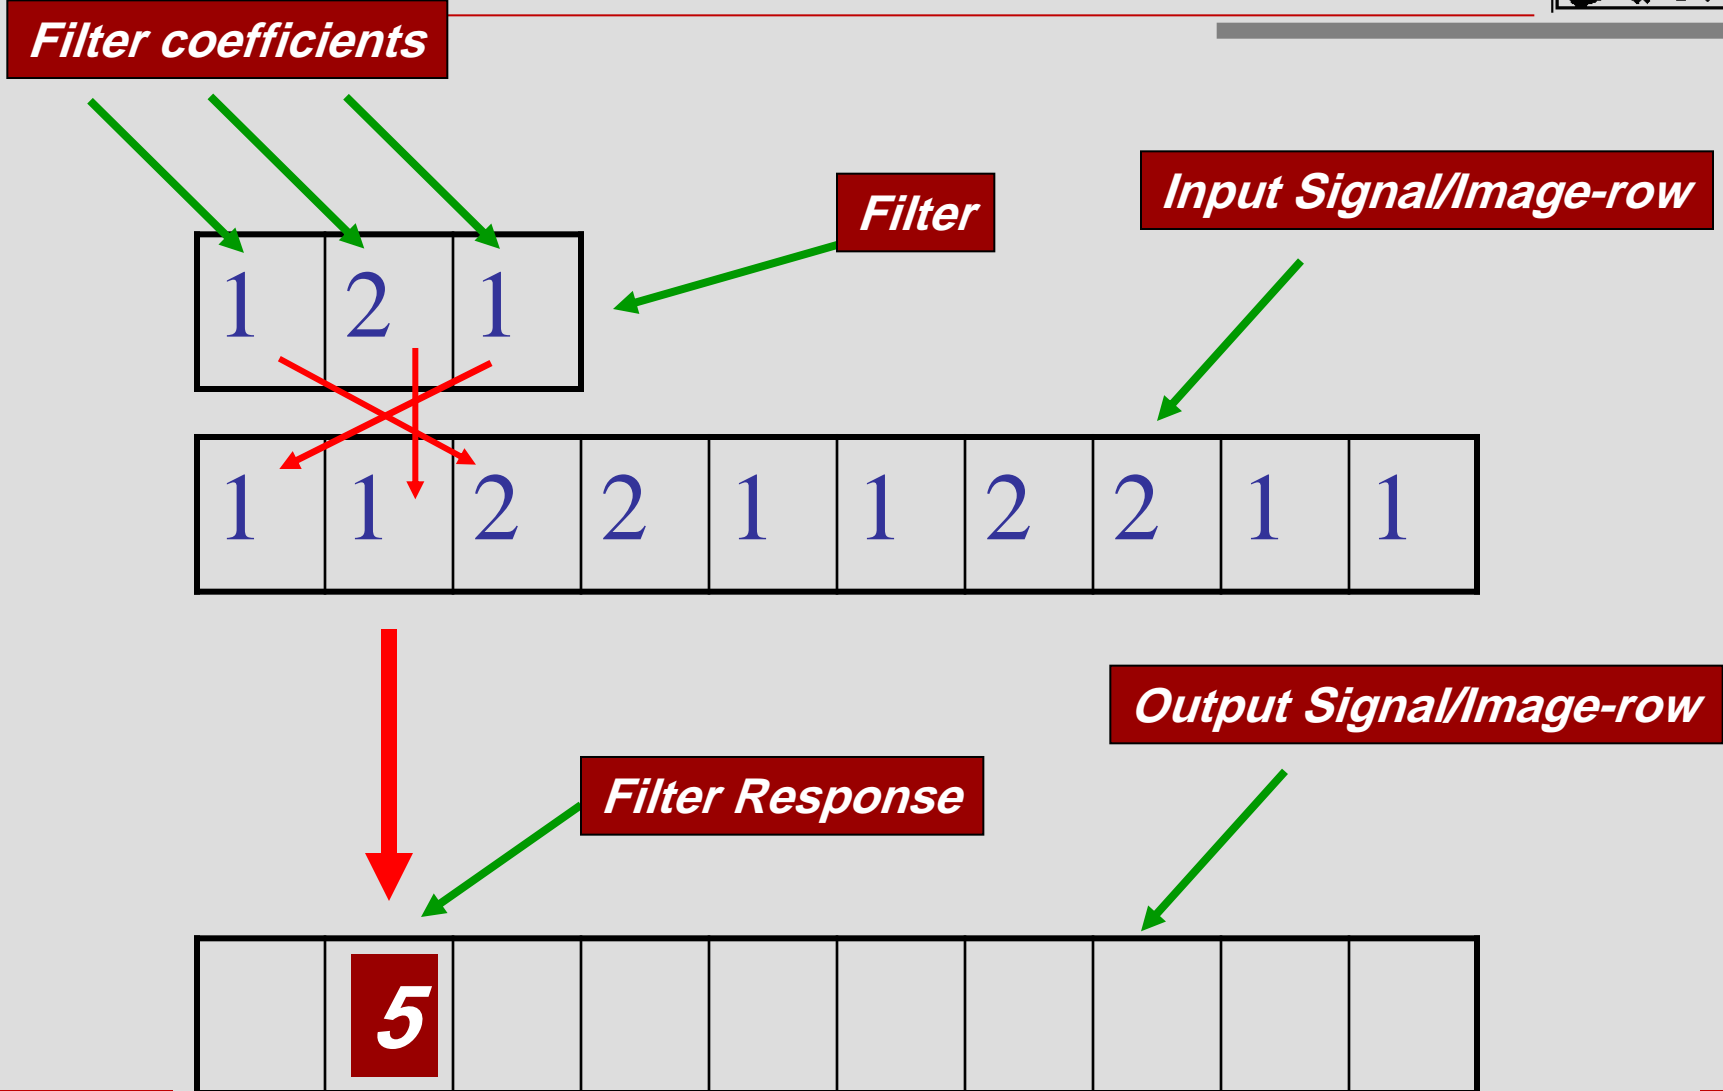 Filter coefficients
Filter
Input Signal/Image-row
1 2 1
1 1 2 2 1 1 2 2 1 1
Output Signal/Image-row
Filter Response
5